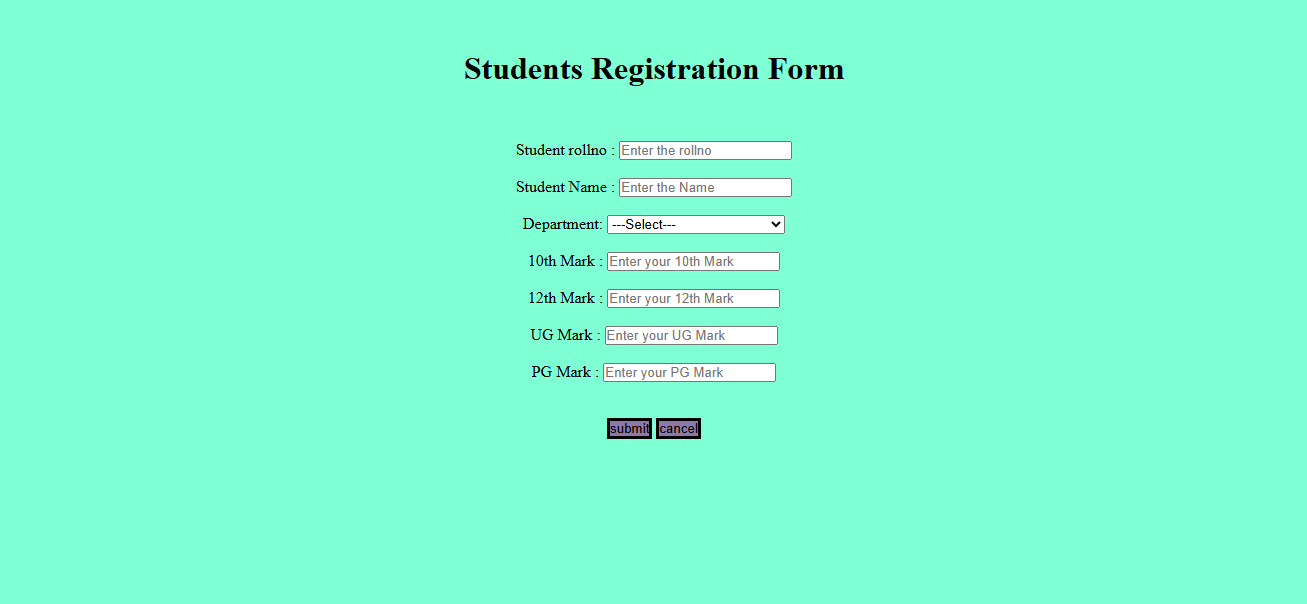 Students Registration Form
Student rollno : Enter the rollno
Student Name : Enter the Name
Department: ---Select---
10th Mark : Enter your 10th Mark
12th Mark : Enter your 12th Mark
UG Mark : Enter your UG Mark
PG Mark : Enter your PG Mark
submit cancel